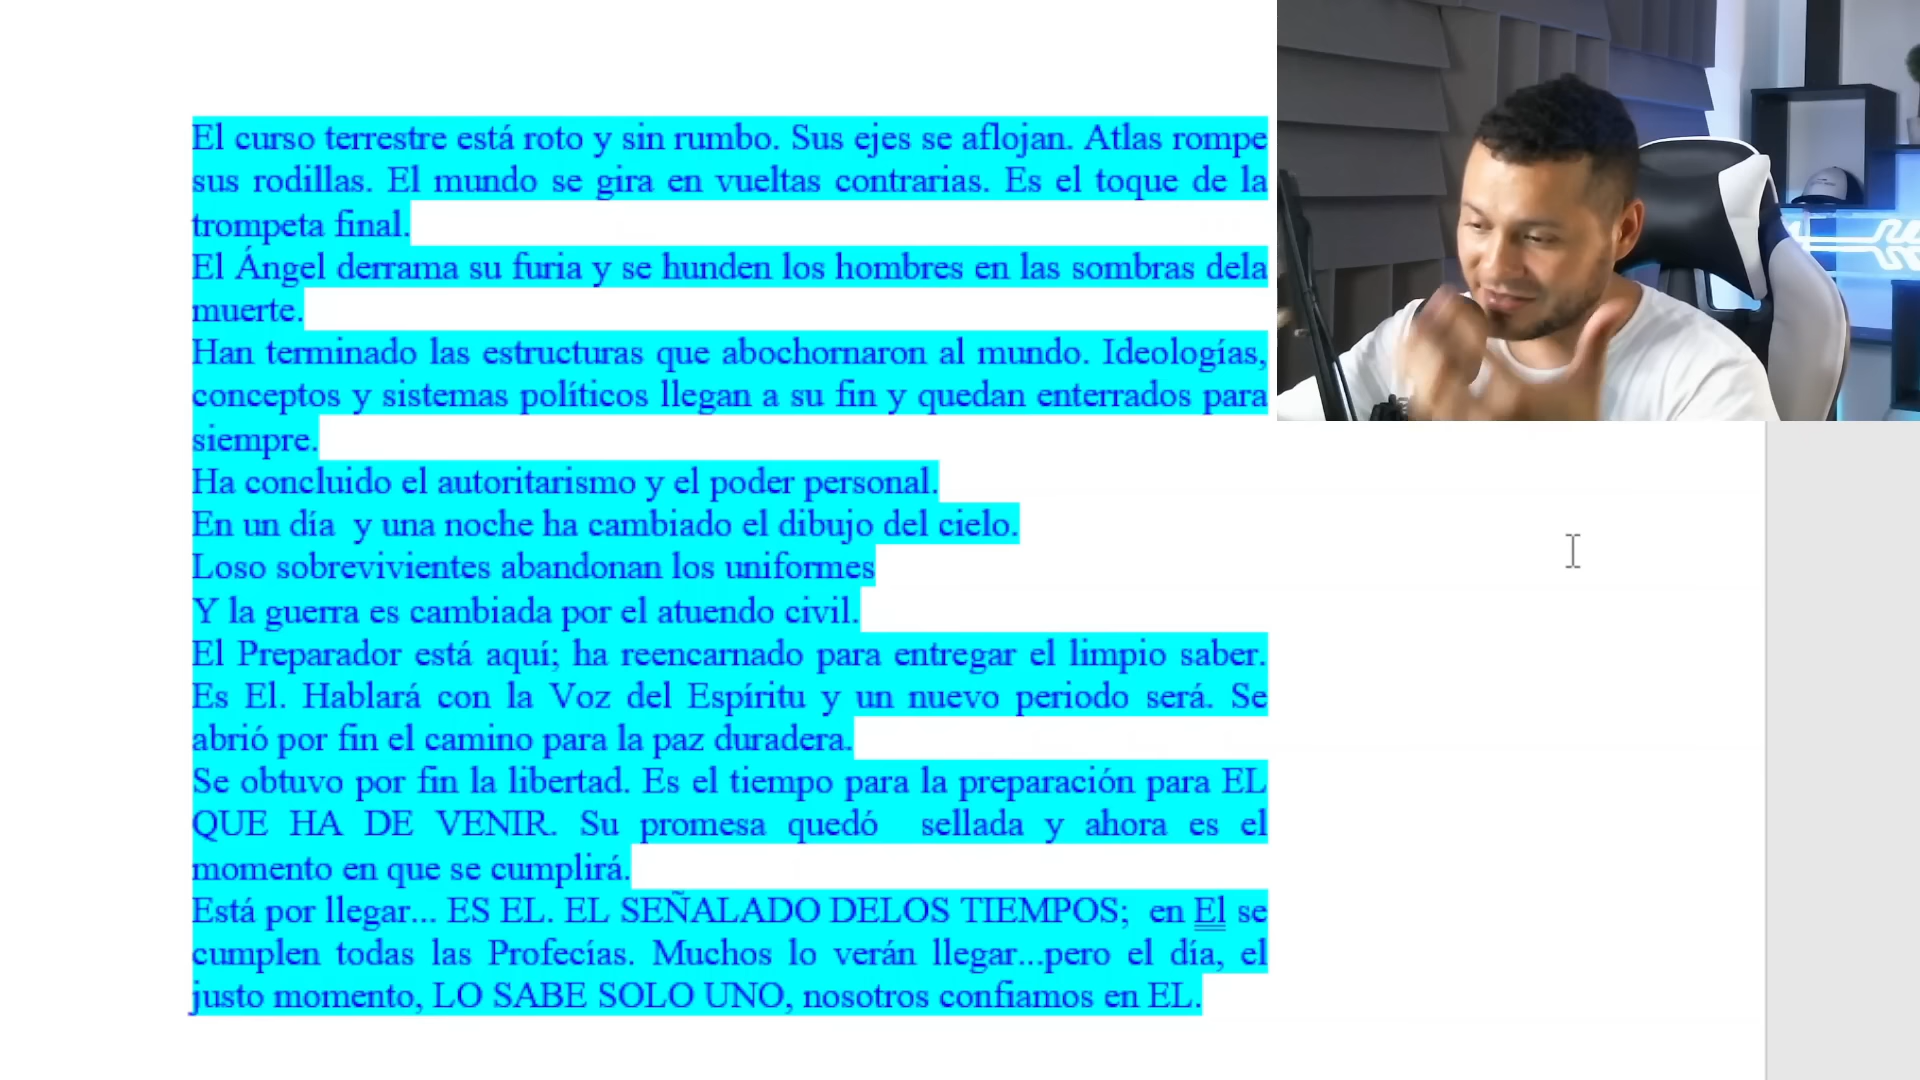 El curso terrestre está roto y sin rumbo. Sus ejes se aflojan. Atlas rompe
sus rodillas. El mundo se gira en vueltas contrarias. Es el toque de la
trompeta final.
El Ángel derrama su furia y se hunden los hombres en las sombras dela
muerte.
Han terminado las estructuras que abochornaron al mundo. Ideologías,
conceptos y sistemas políticos llegan a su fin y quedan enterrados para
siempre.
Ha concluido el autoritarismo y el poder personal.
En un día  y una noche ha cambiado el dibujo del cielo.
Loso sobrevivientes abandonan los uniformes
Y la guerra es cambiada por el atuendo civil.
El Preparador está aquí; ha reencarnado para entregar el limpio saber.
Es El. Hablará con la Voz del Espíritu y un nuevo periodo será. Se
abrió por fin el camino para la paz duradera.
Se obtuvo por fin la libertad. Es el tiempo para la preparación para EL
QUE HA DE VENIR. Su promesa quedó  sellada y ahora es el
momento en que se cumplirá.
Está por llegar... ES EL. EL SEÑALADO DELOS TIEMPOS;  en El se
cumplen todas las Profecías. Muchos lo verán llegar...pero el día, el
justo momento, LO SABE SOLO UNO, nosotros confiamos en EL.